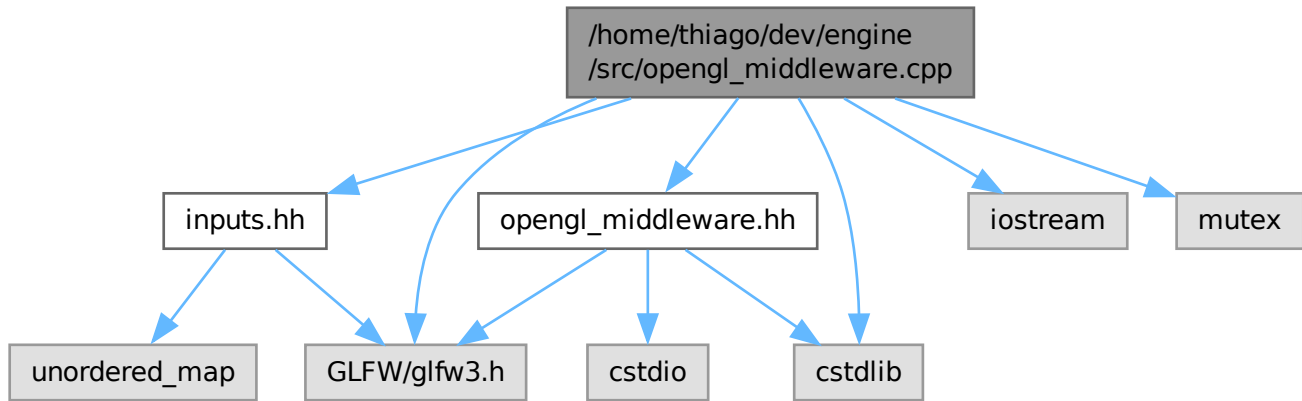 /home/thiago/dev/engine
/src/opengl_middleware.cpp
inputs.hh
opengl_middleware.hh
iostream
mutex
unordered_map
GLFW/glfw3.h
cstdio
cstdlib